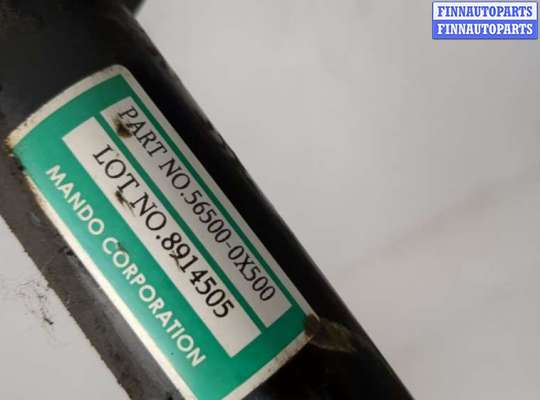 FINNAUTOPARTS
FINNAUTOPARTS
PART NO.56500-0X500
LOT NO.8914505
MANDO CORPORATION